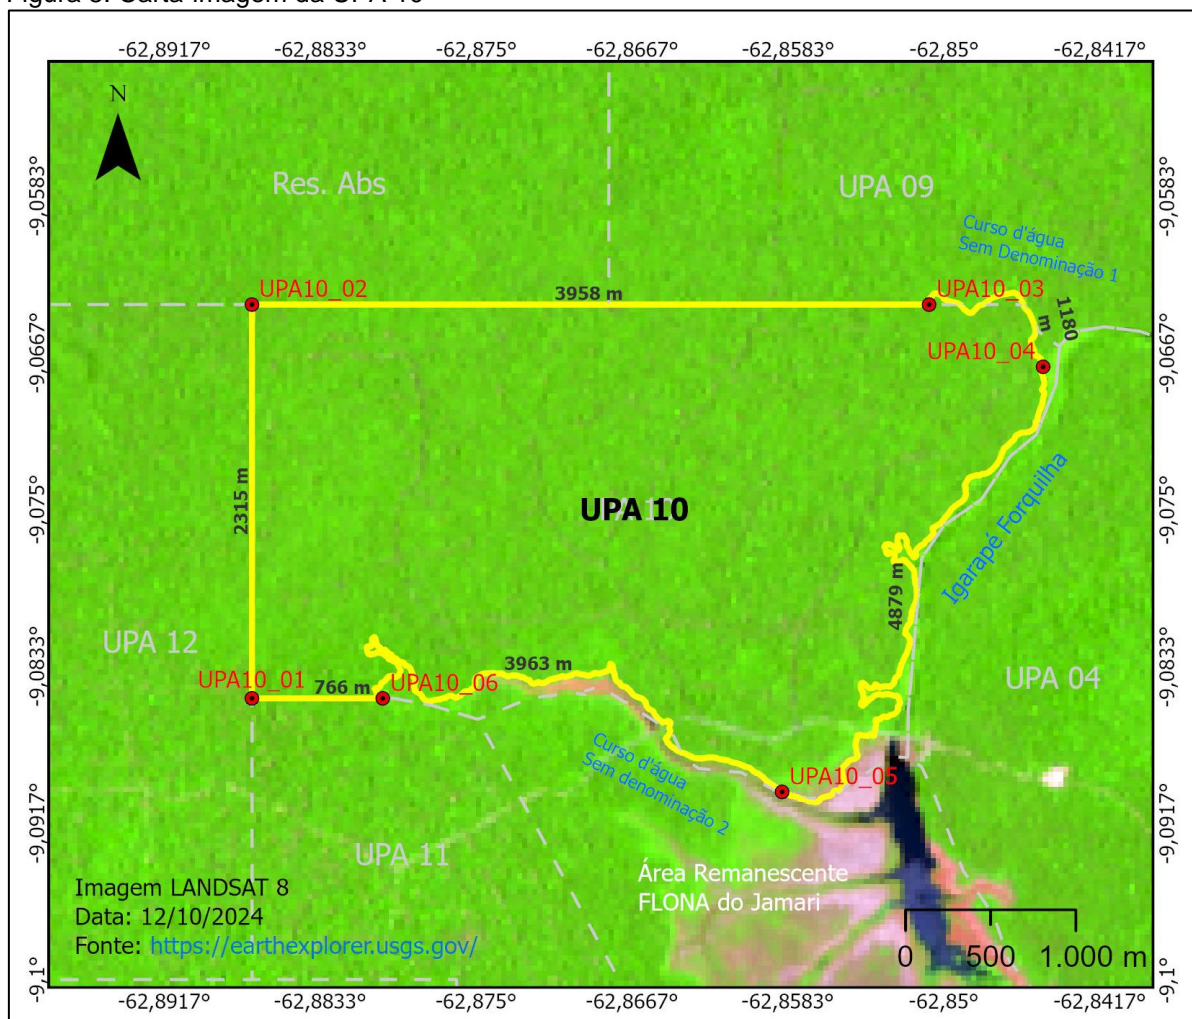 Figura 3. Carta Imagem da UPA 10
-62,8917° -62,8833° -62,875° -62,8667° -62,8583° -62,85° -62,8417°
N
-9,0583°
-9,0583°
Res. Abs
UPA 09
Curso d'água
Sem Denominação 1
UPA10_02
3958 m
UPA10_03
1180
m
-9,0667°
UPA10_04
-9,0667°
2315 m
-9,075°
UPA 10
-9,075°
Igarapé Forquilha
4879 m
UPA 12
-9,0833°
-9,0833°
UPA10_01
766 m
UPA10_06
3963 m
UPA 04
Curso d'água
Sem denominação 2
UPA10_05
-9,0917°
-9,0917°
UPA 11
Área Remanescente
FLONA do Jamari
Imagem LANDSAT 8
Data: 12/10/2024
Fonte: https://earthexplorer.usgs.gov/
0 500 1.000 m
-9,1°
-9,1°
-62,8917° -62,8833° -62,875° -62,8667° -62,8583° -62,85° -62,8417°